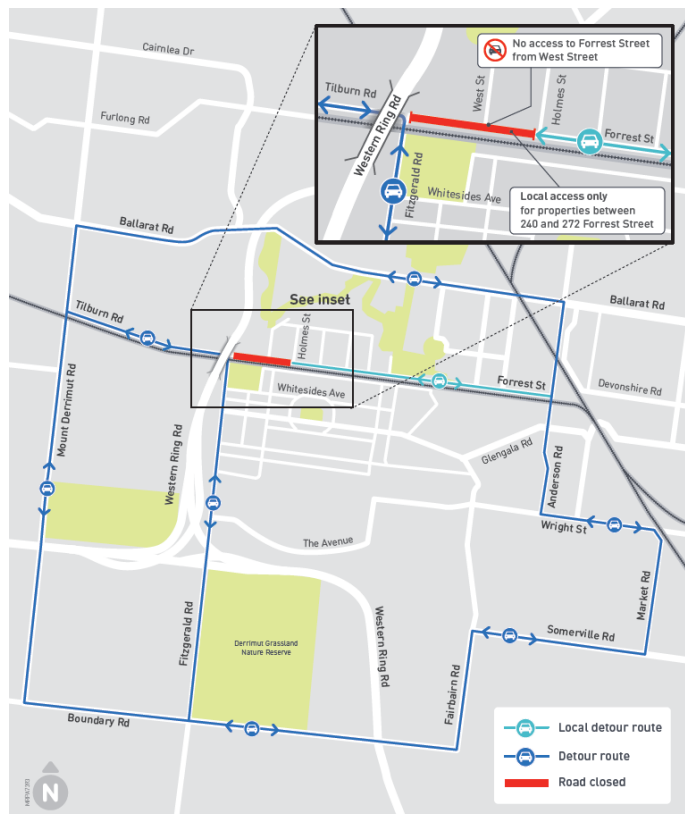 Cairnlea Dr
Furlong Rd
No access to Forrest Street
from West Street
Tilburn Rd
Western Ring Rd
West St
Holmes St
Forrest St
Fitzgerald Rd
Whitesides Ave
Local access only
for properties between
240 and 272 Forrest Street
Ballarat Rd
See inset
Ballarat Rd
Tilburn Rd
Holmes St
Forrest St
Devonshire Rd
Whitesides Ave
Mount Derrimut Rd
Western Ring Rd
Glengala Rd
Anderson Rd
Wright St
The Avenue
Market Rd
Fitzgerald Rd
Western Ring Rd
Somerville Rd
Derrimut Grassland
Nature Reserve
Fairbairn Rd
Boundary Rd
Local detour route
Detour route
Road closed
N